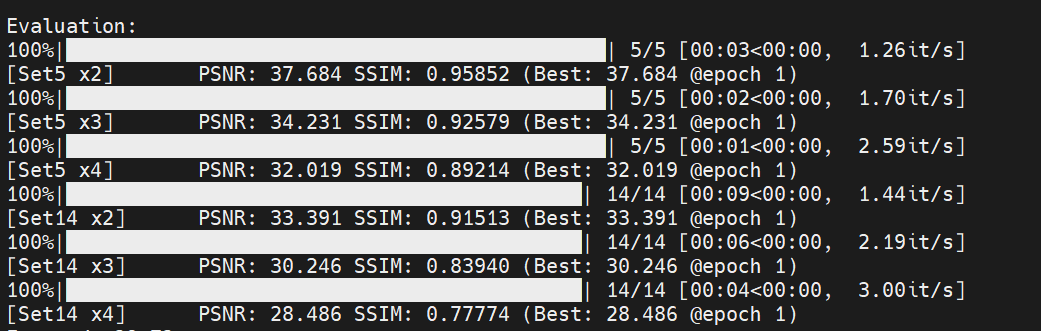 Evaluation:
100%|██████████| 5/5 [00:03<00:00,  1.26it/s]
[Set5 x2]       PSNR: 37.684 SSIM: 0.95852 (Best: 37.684 @epoch 1)
100%|██████████| 5/5 [00:02<00:00,  1.70it/s]
[Set5 x3]       PSNR: 34.231 SSIM: 0.92579 (Best: 34.231 @epoch 1)
100%|██████████| 5/5 [00:01<00:00,  2.59it/s]
[Set5 x4]       PSNR: 32.019 SSIM: 0.89214 (Best: 32.019 @epoch 1)
100%|██████████| 14/14 [00:09<00:00,  1.44it/s]
[Set14 x2]      PSNR: 33.391 SSIM: 0.91513 (Best: 33.391 @epoch 1)
100%|██████████| 14/14 [00:06<00:00,  2.19it/s]
[Set14 x3]      PSNR: 30.246 SSIM: 0.83940 (Best: 30.246 @epoch 1)
100%|██████████| 14/14 [00:04<00:00,  3.00it/s]
[Set14 x4]      PSNR: 28.486 SSIM: 0.77774 (Best: 28.486 @epoch 1)